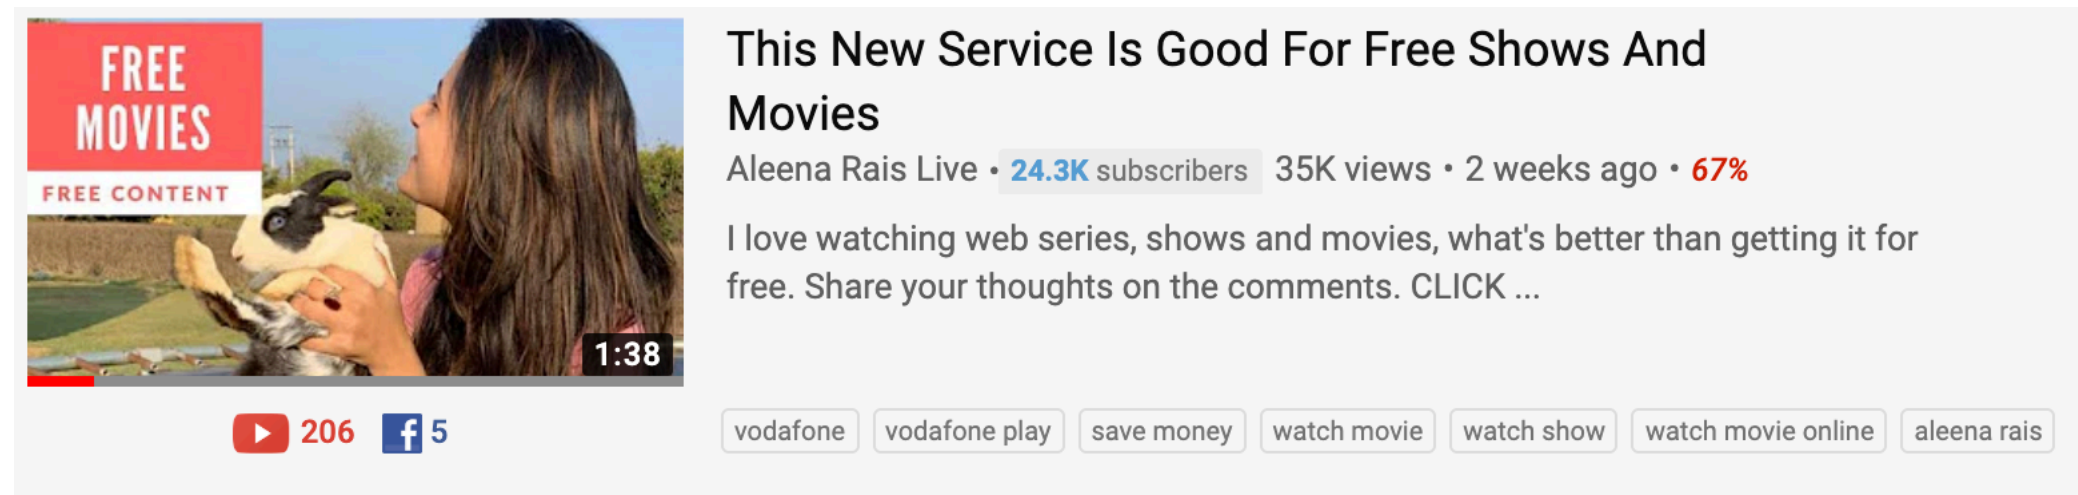 FREE
MOVIES
FREE CONTENT
1:38
206 5
This New Service Is Good For Free Shows And
Movies
Aleena Rais Live • 24.3K subscribers 35K views • 2 weeks ago • 67%
I love watching web series, shows and movies, what's better than getting it for
free. Share your thoughts on the comments. CLICK ...
vodafone vodafone play save money watch movie watch show watch movie online aleena rais